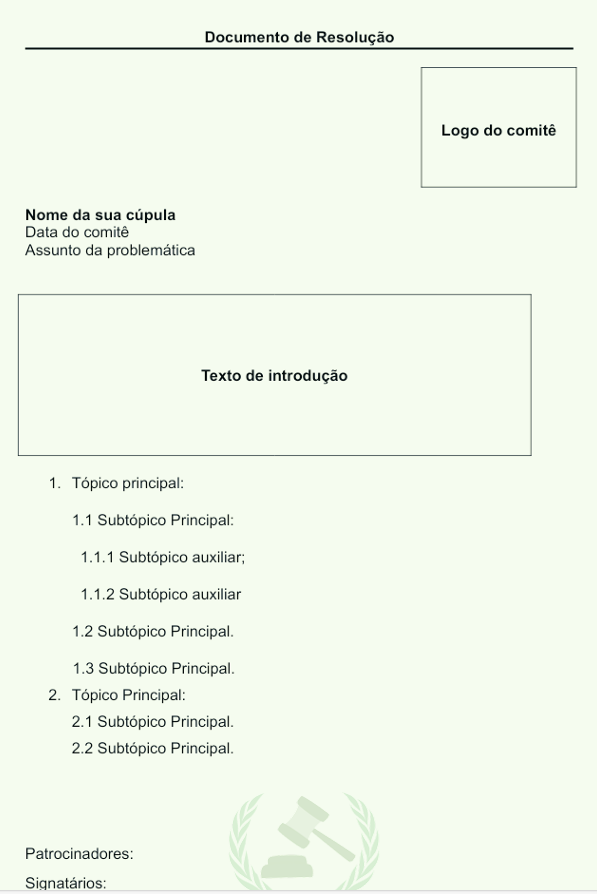 Documento de Resolução
Logo do comitê
Nome da sua cúpula
Data do comitê
Assunto da problemática
Texto de introdução
1. Tópico principal:
1.1 Subtópico Principal:
1.1.1 Subtópico auxiliar;
1.1.2 Subtópico auxiliar
1.2 Subtópico Principal.
1.3 Subtópico Principal.
2. Tópico Principal:
2.1 Subtópico Principal.
2.2 Subtópico Principal.
Patrocinadores:
Signatários: